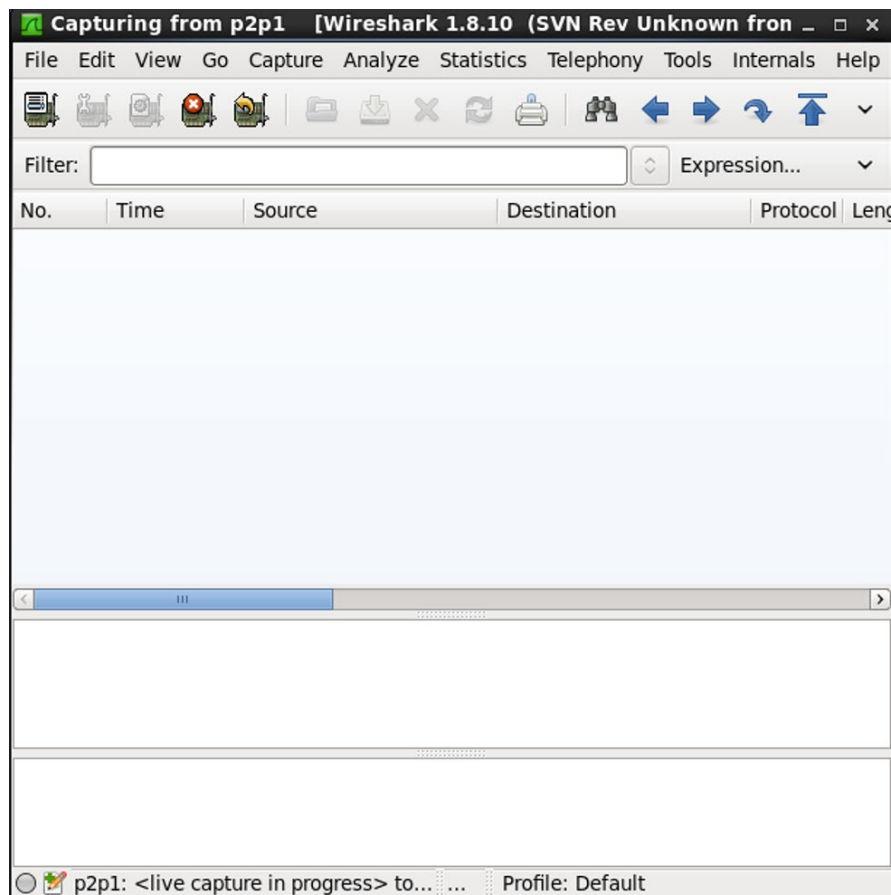 Capturing from p2p1 [Wireshark 1.8.10 (SVN Rev Unknown fron
File Edit View Go Capture Analyze Statistics Telephony Tools Internals Help
Filter: Expression...
No. Time Source Destination Protocol Leng
p2p1: <live capture in progress> to... ... Profile: Default